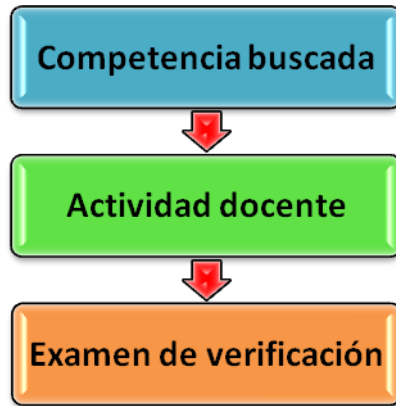 Competencia buscada
Actividad docente
Examen de verificación